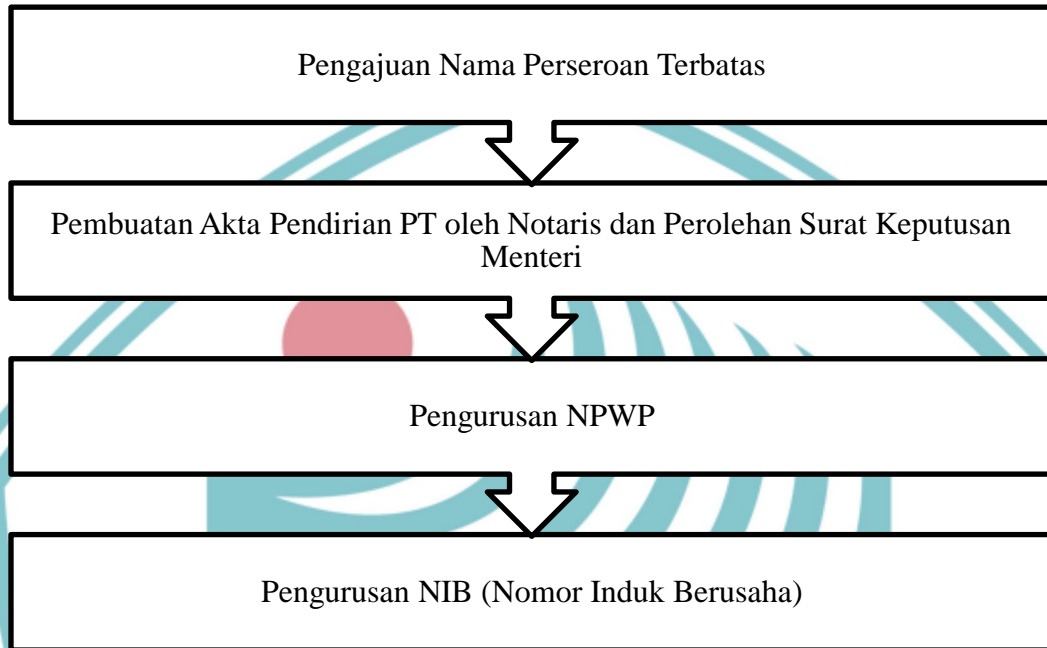 Pengajuan Nama Perseroan Terbatas
Pembuatan Akta Pendirian PT oleh Notaris dan Perolehan Surat Keputusan
Menteri
Pengurusan NPWP
Pengurusan NIB (Nomor Induk Berusaha)